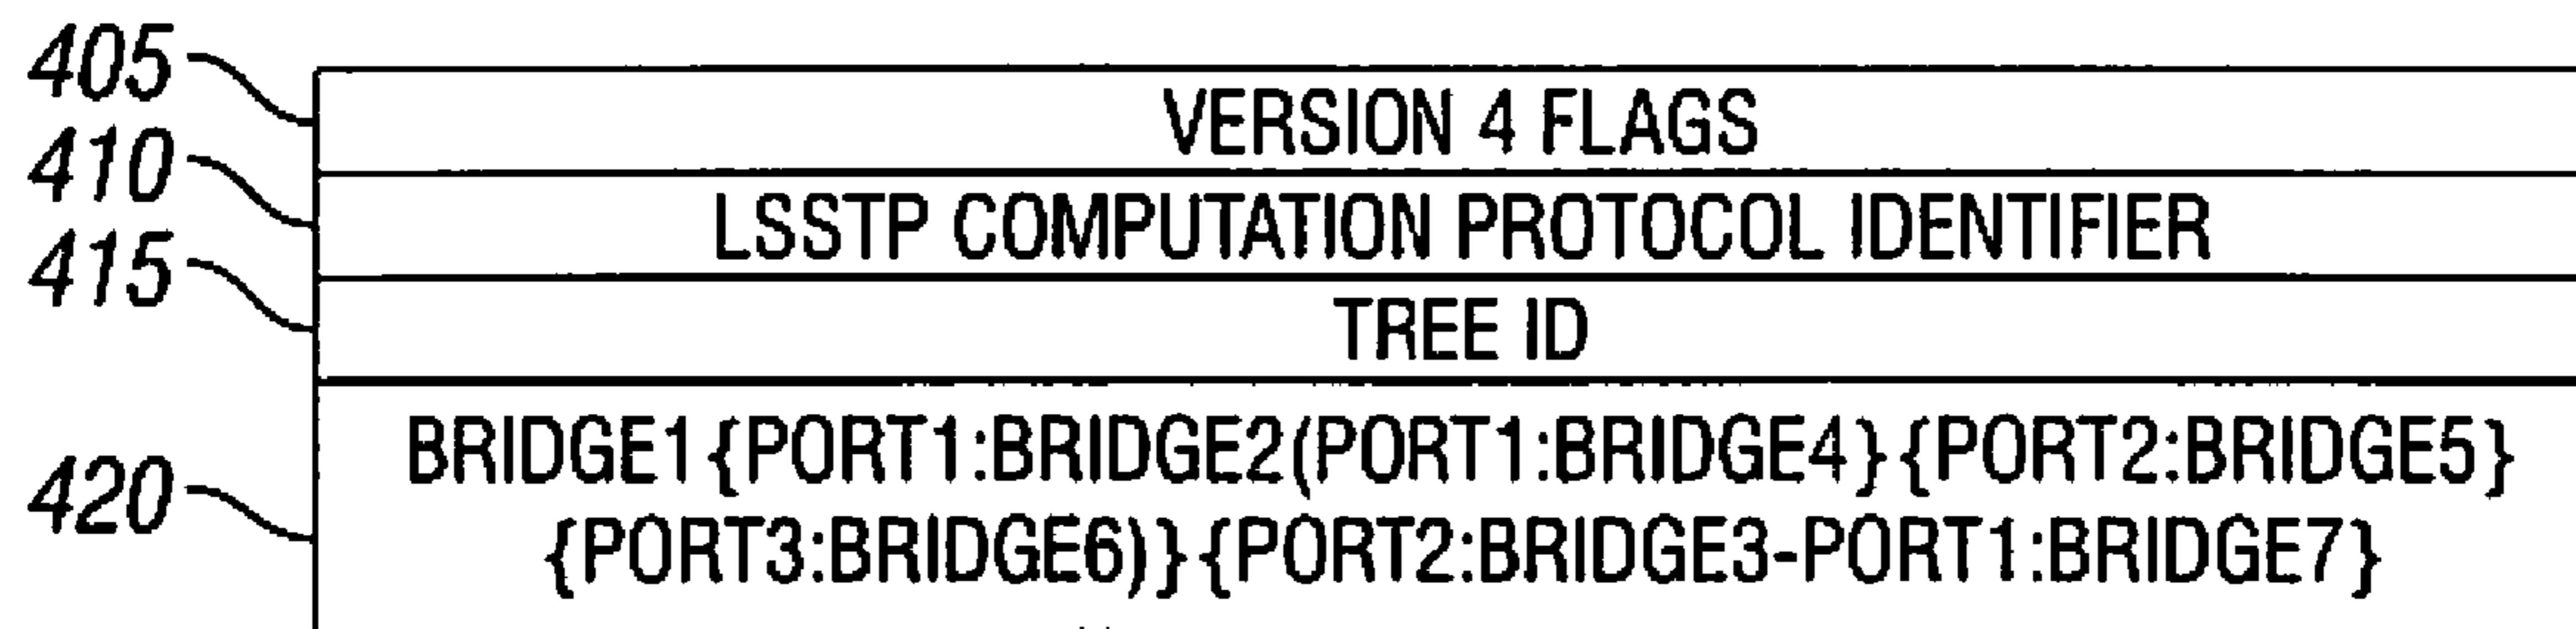 405
VERSION 4 FLAGS
410
LSSTP COMPUTATION PROTOCOL IDENTIFIER
415
TREE ID
420
BRIDGE1{PORT1:BRIDGE2(PORT1:BRIDGE4}{PORT2:BRIDGE5}
{PORT3:BRIDGE6)}{PORT2:BRIDGE3-PORT1:BRIDGE7}